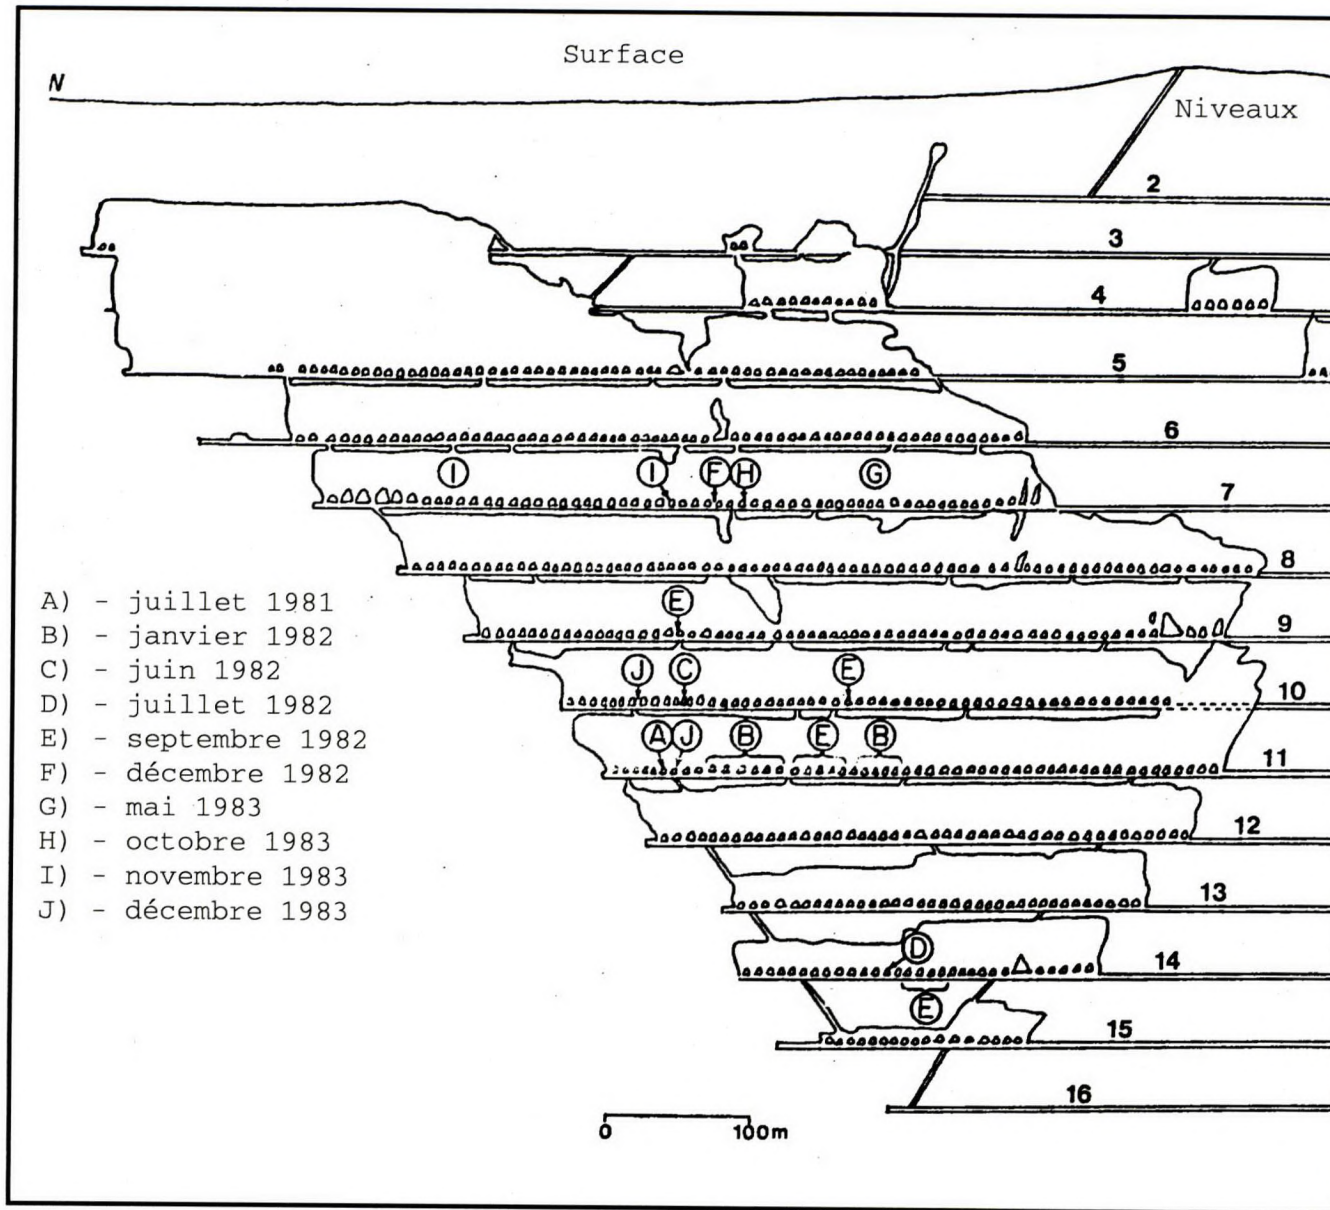 Surface
N
Niveaux
2
3
4
5
6
I I F H G
7
8
E
9
J C E
10
A J B E B
11
12
13
D
14
E
15
16
A) - juillet 1981
B) - janvier 1982
C) - juin 1982
D) - juillet 1982
E) - septembre 1982
F) - décembre 1982
G) - mai 1983
H) - octobre 1983
I) - novembre 1983
J) - décembre 1983
0 100m